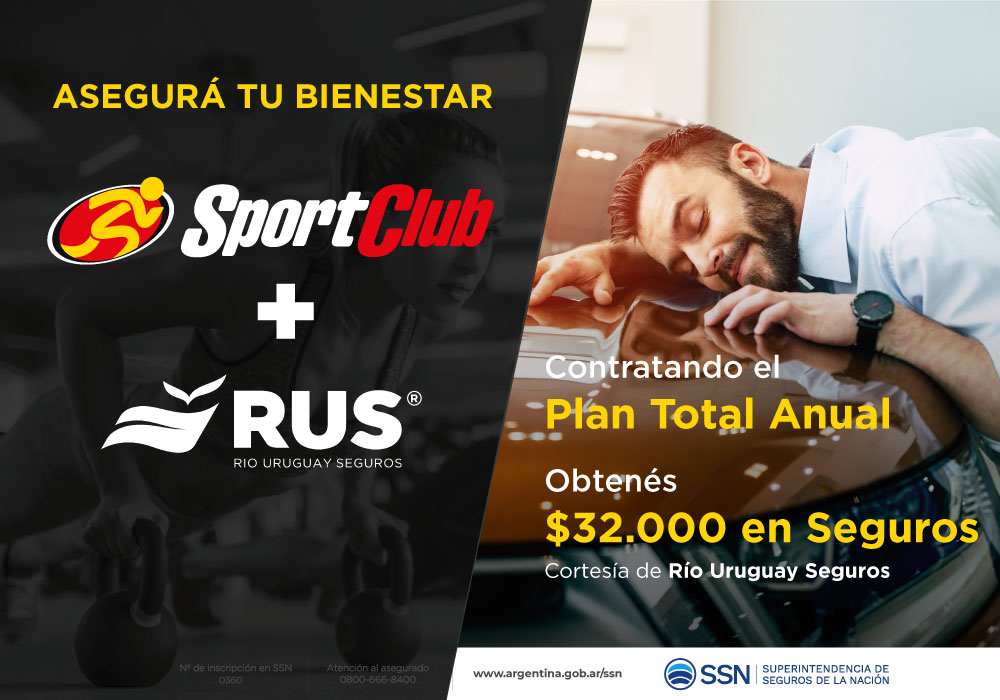 ASEGURÁ TU BIENESTAR
SportClub
+
RUS®
RIO URUGUAY SEGUROS
Contratando el
Plan Total Anual
Obtenés
$32.000 en Seguros
Cortesía de Río Uruguay Seguros
Nº de inscripción en SSN
0360
Atención al asegurado
0800-666-8400
www.argentina.gob.ar/ssn
SSN
SUPERINTENDENCIA DE
SEGUROS DE LA NACIÓN